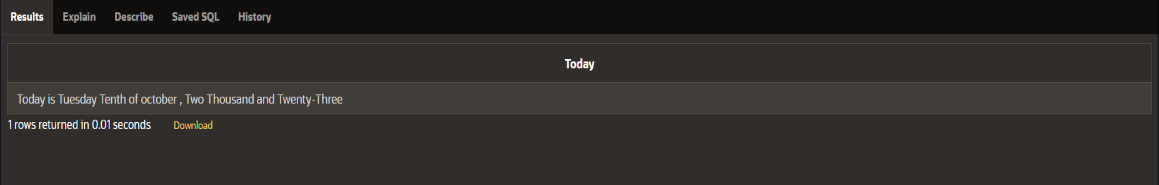 Results Explain Describe Saved SQL History
Today
Today is Tuesday Tenth of october , Two Thousand and Twenty-Three
1 rows returned in 0.01 seconds Download